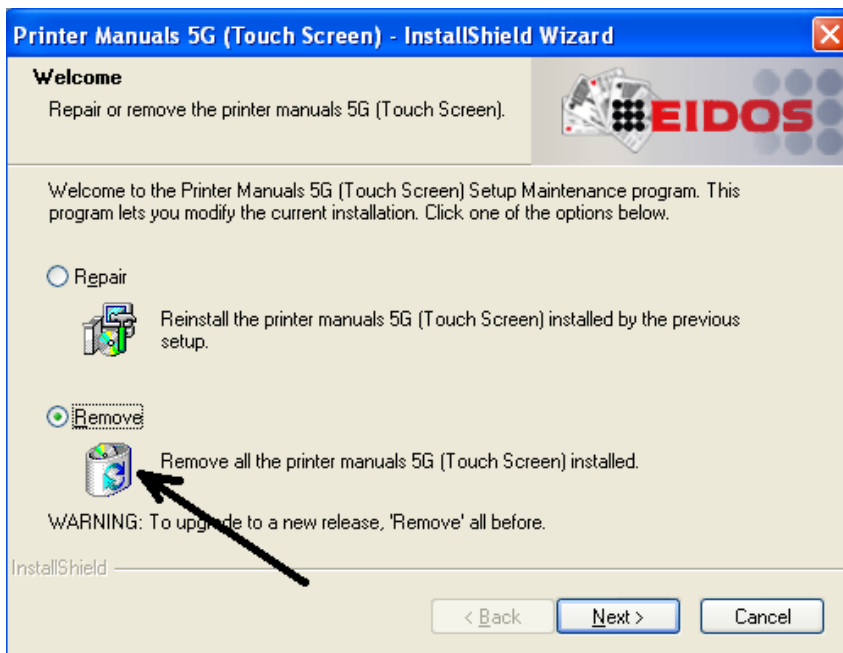 Printer Manuals 5G (Touch Screen) - InstallShield Wizard
Welcome
Repair or remove the printer manuals 5G (Touch Screen).
EIDOS
Welcome to the Printer Manuals 5G (Touch Screen) Setup Maintenance program. This
program lets you modify the current installation. Click one of the options below.
Repair
Reinstall the printer manuals 5G (Touch Screen) installed by the previous
setup.
Remove
Remove all the printer manuals 5G (Touch Screen) installed.
WARNING: To upgrade to a new release, 'Remove' all before.
InstallShield
< Back Next > Cancel